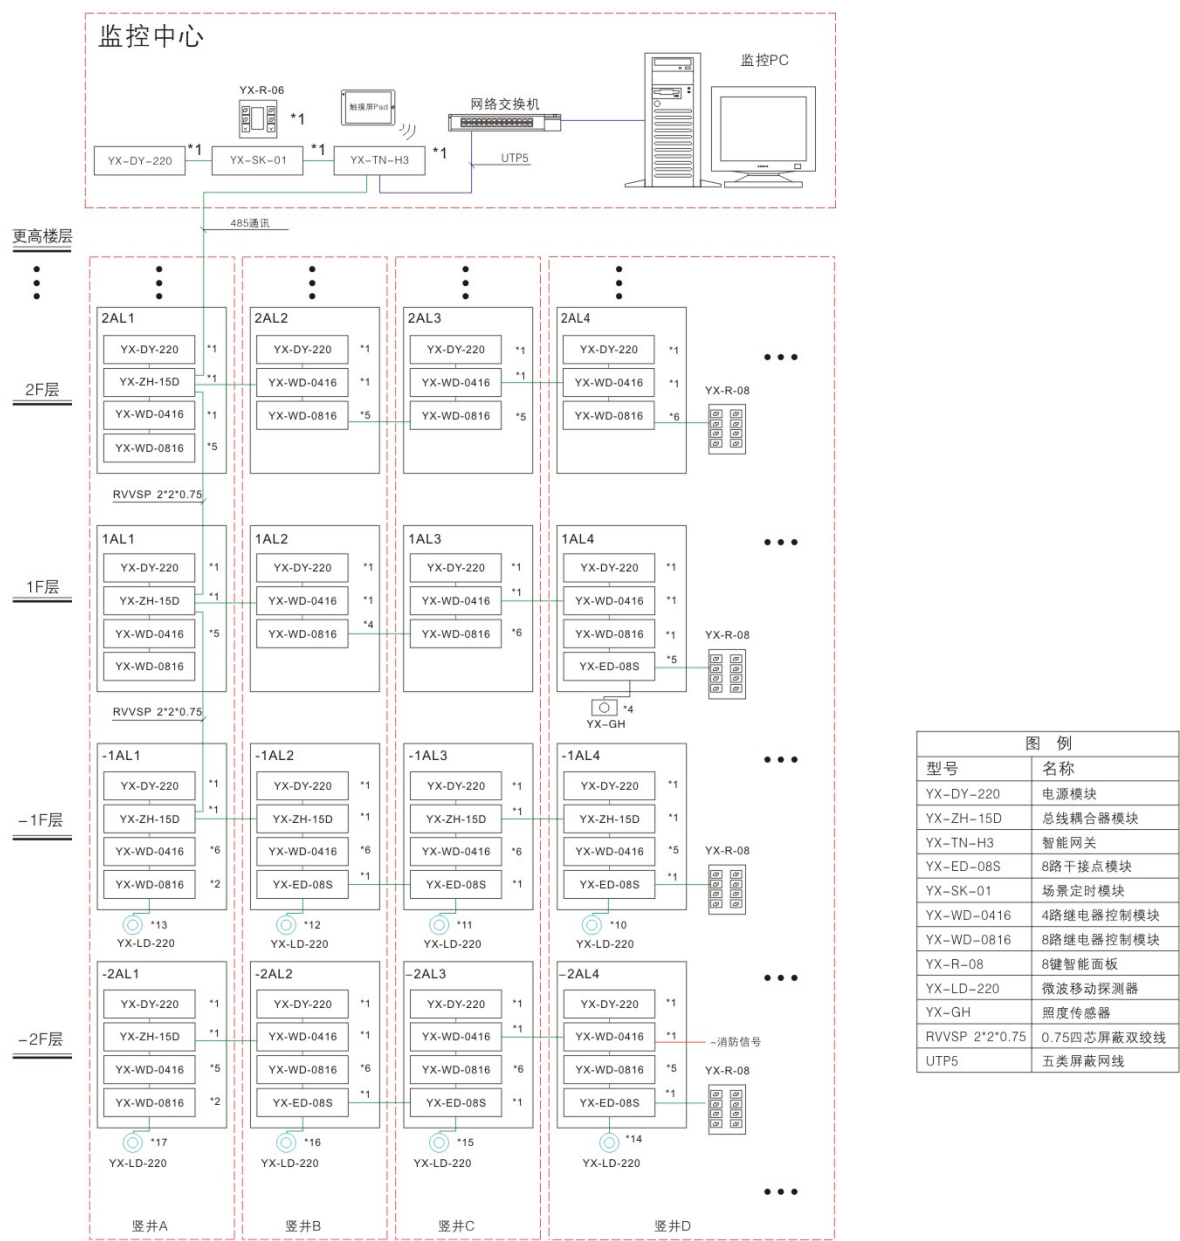 监控中心
监控PC
YX-R-06
*1
触摸屏Pad
网络交换机
YX-DY-220
*1
YX-SK-01
*1
YX-TN-H3
*1
UTP5
485通讯
更高楼层
2F层
2AL1
YX-DY-220 *1
YX-ZH-15D *1
YX-WD-0416 *1
YX-WD-0816 *5
2AL2
YX-DY-220 *1
YX-WD-0416 *1
YX-WD-0816 *5
2AL3
YX-DY-220 *1
YX-WD-0416 *1
YX-WD-0816 *5
2AL4
YX-DY-220 *1
YX-WD-0416 *1
YX-WD-0816 *6
YX-R-08
RVVSP 2*2*0.75
1F层
1AL1
YX-DY-220 *1
YX-ZH-15D *1
YX-WD-0416 *5
YX-WD-0816
1AL2
YX-DY-220 *1
YX-WD-0416 *1
YX-WD-0816 *4
1AL3
YX-DY-220 *1
YX-WD-0416 *1
YX-WD-0816 *6
1AL4
YX-DY-220 *1
YX-WD-0416 *1
YX-WD-0816 *1
YX-ED-08S *5
*4
YX-GH
YX-R-08
RVVSP 2*2*0.75
-1F层
-1AL1
YX-DY-220 *1
YX-ZH-15D *1
YX-WD-0416 *6
YX-WD-0816 *2
*13
YX-LD-220
-1AL2
YX-DY-220 *1
YX-ZH-15D *1
YX-WD-0416 *6
YX-ED-08S *1
*12
YX-LD-220
-1AL3
YX-DY-220 *1
YX-ZH-15D *1
YX-WD-0416 *6
YX-ED-08S *1
*11
YX-LD-220
-1AL4
YX-DY-220 *1
YX-ZH-15D *1
YX-WD-0416 *5
YX-ED-08S *1
*10
YX-LD-220
YX-R-08
-2F层
-2AL1
YX-DY-220 *1
YX-ZH-15D *1
YX-WD-0416 *5
YX-WD-0816 *2
*17
YX-LD-220
-2AL2
YX-DY-220 *1
YX-WD-0416 *1
YX-WD-0816 *6
YX-ED-08S *1
*16
YX-LD-220
-2AL3
YX-DY-220 *1
YX-WD-0416 *1
YX-WD-0816 *6
YX-ED-08S *1
*15
YX-LD-220
-2AL4
YX-DY-220 *1
YX-WD-0416 *1
YX-WD-0816 *5
YX-ED-08S *1
*14
YX-LD-220
~消防信号
YX-R-08
竖井A
竖井B
竖井C
竖井D
图 例
型号 名称
YX-DY-220 电源模块
YX-ZH-15D 总线耦合器模块
YX-TN-H3 智能网关
YX-ED-08S 8路干接点模块
YX-SK-01 场景定时模块
YX-WD-0416 4路继电器控制模块
YX-WD-0816 8路继电器控制模块
YX-R-08 8键智能面板
YX-LD-220 微波移动探测器
YX-GH 照度传感器
RVVSP 2*2*0.75 0.75四芯屏蔽双绞线
UTP5 五类屏蔽网线